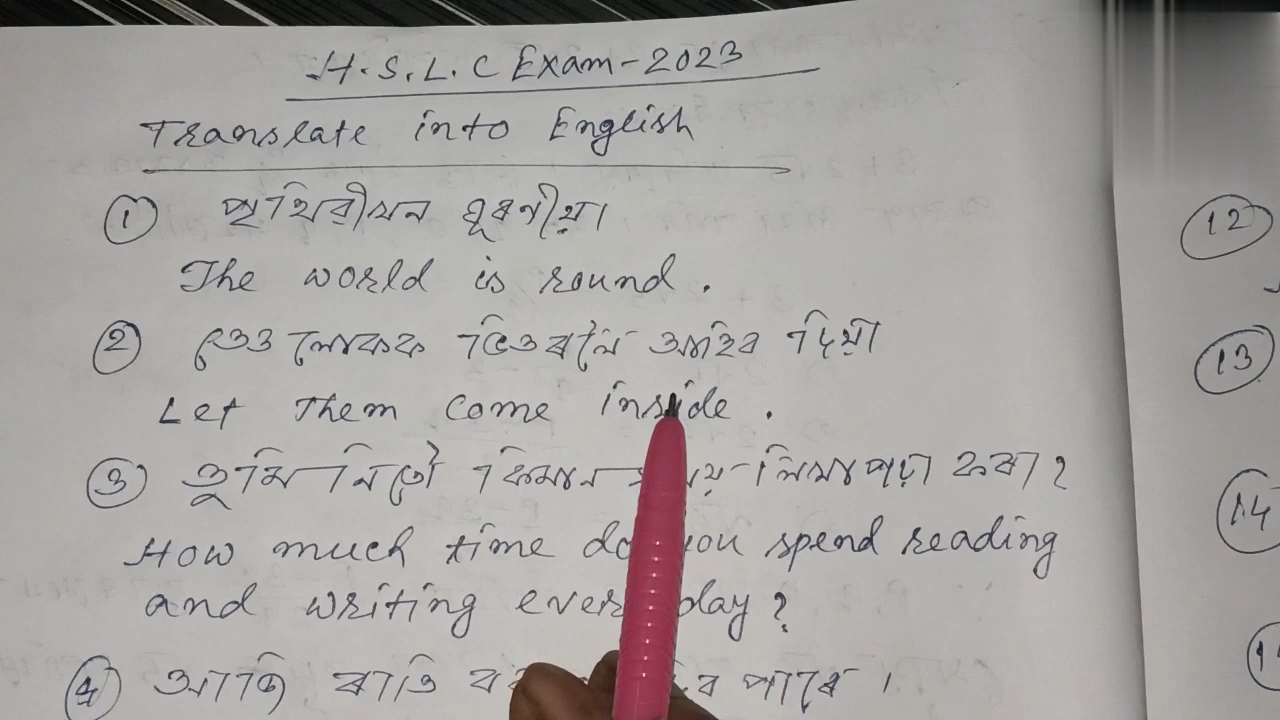 H.S.L.C Exam-2023
Translate into English
① পৃথিৱীখন ঘূৰণীয়া
The world is round.
② তেওঁলোকক ভিতৰলৈ আহিব দিয়া
Let them come inside.
③ তুমি নিতৌ কিমান সময় লিখাপঢ়া কৰা?
How much time do you spend reading
and writing every day?
④ আজি ৰাতি পাৰে।
12
13
14